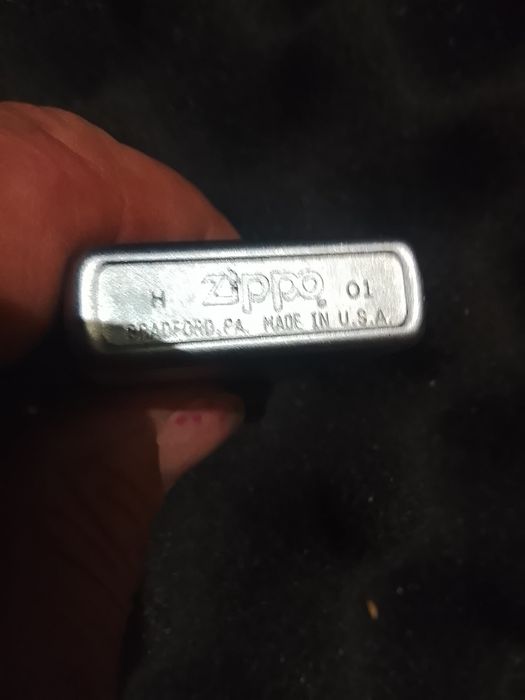 H Zippo 01
BRADFORD, PA. MADE IN U.S.A.